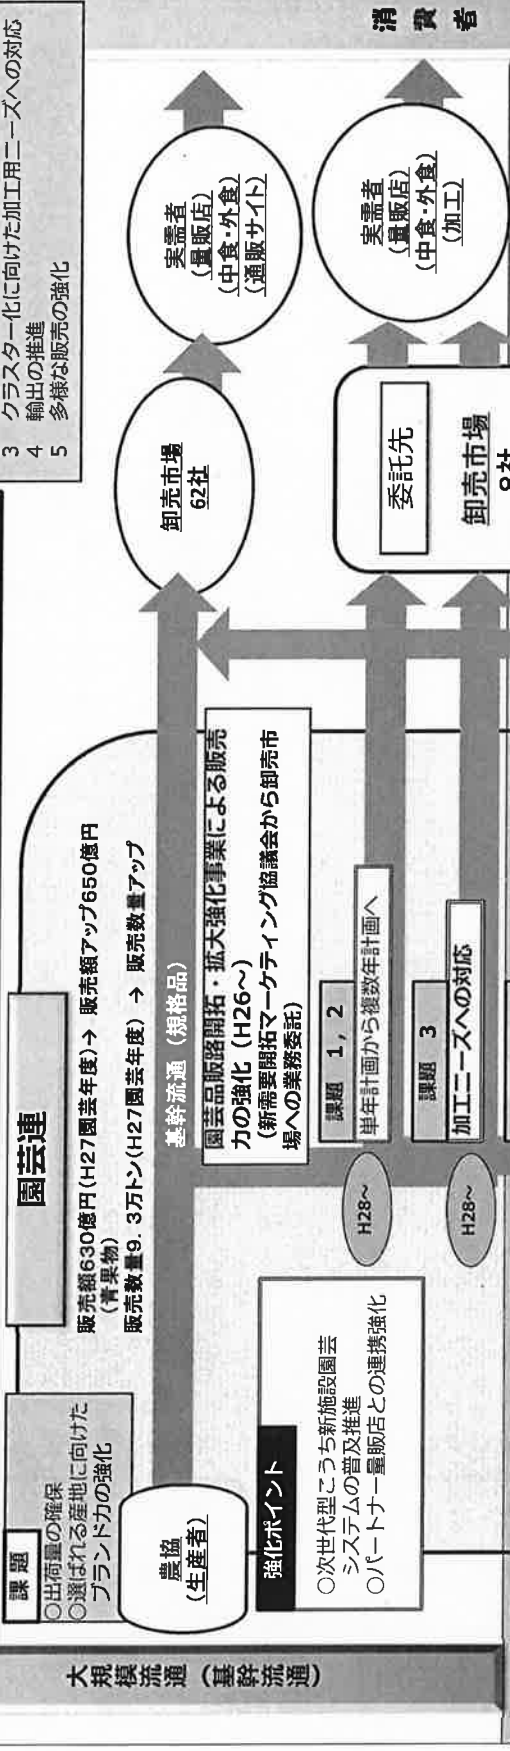 大規模流通（基幹流通）
課題
○出荷量の確保
○選ばれる産地に向けた
ブランド力の強化
園芸連
販売額630億円(H27園芸年度)→ 販売額アップ650億円
（青果物）
販売数量9．3万トン(H27園芸年度) → 販売数量アップ
3 クラスター化に向けた加工用ニーズへの対応
4 輸出の推進
5 多様な販売の強化
農協
（生産者）
基幹流通（規格品）
卸売市場
62社
実需者
（量販店）
（中食・外食）
（通販サイト）
園芸品販路開拓・拡大強化事業による販売
力の強化（H26～）
（新需要開拓マーケティング協議会から卸売市
場への業務委託）
強化ポイント
○次世代型こうち新施設園芸
システムの普及推進
○パートナー量販店との連携強化
H28～
課題 1，2
単年計画から複数年計画へ
H28～
課題 3
加工ニーズへの対応
委託先
卸売市場
実需者
（量販店）
（中食・外食）
（加工）
消費者